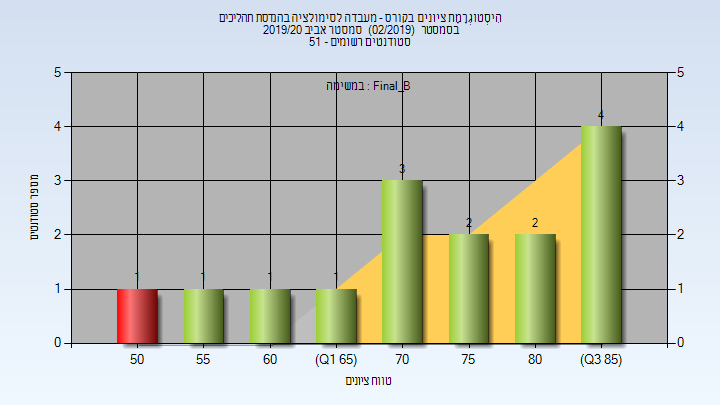 היסטוגרמת ציונים בקורס - מעבדה לסימולציה בהנדסת תהליכים
בסמסטר (02/2019) סמסטר אביב 2019/20
סטודנטים רשומים - 51
במשימה : Final_B
מספר סטודנטים
5 5
4 4
3 3
2 2
1 1
0 0
1 1 1 1 3 2 2 4
50 55 60 (Q1 65) 70 75 80 (Q3 85)
טווח ציונים